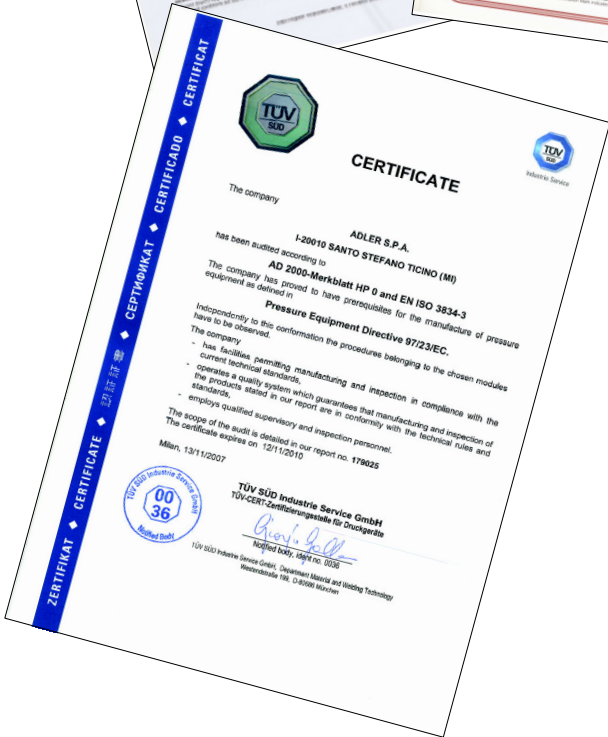 TÜV
SÜD
TÜV
SÜD
Industrie Service
CERTIFICATE
The company
ADLER S.P.A.
I-20010 SANTO STEFANO TICINO (MI)
has been audited according to
AD 2000-Merkblatt HP 0 and EN ISO 3834-3
The company has proved to have prerequisites for the manufacture of pressure
equipment as defined in
Pressure Equipment Directive 97/23/EC.
Independently to this conformation the procedures belonging to the chosen modules
have to be observed.
The company
- has facilities permitting manufacturing and inspection in compliance with the
current technical standards,
- operates a quality system which guarantees that manufacturing and inspection of
the products stated in our report are in conformity with the technical rules and
standards,
- employs qualified supervisory and inspection personnel.
The scope of the audit is detailed in our report no. 179025
The certificate expires on 12/11/2010
Milan, 13/11/2007
TÜV SÜD Industrie Service GmbH
TÜV-CERT-Zertifizierungsstelle für Druckgeräte
TÜV SÜD Industrie Service GmbH
00
36
Notified Body
Notified body, ident no. 0036
TÜV SÜD Industrie Service GmbH, Department Material and Welding Technology
Westendstraße 199, D-80686 München
ZERTIFIKAT ◆ CERTIFICATE ◆ 認証証書 ◆ СЕРТИФИКАТ ◆ CERTIFICADO ◆ CERTIFICAT